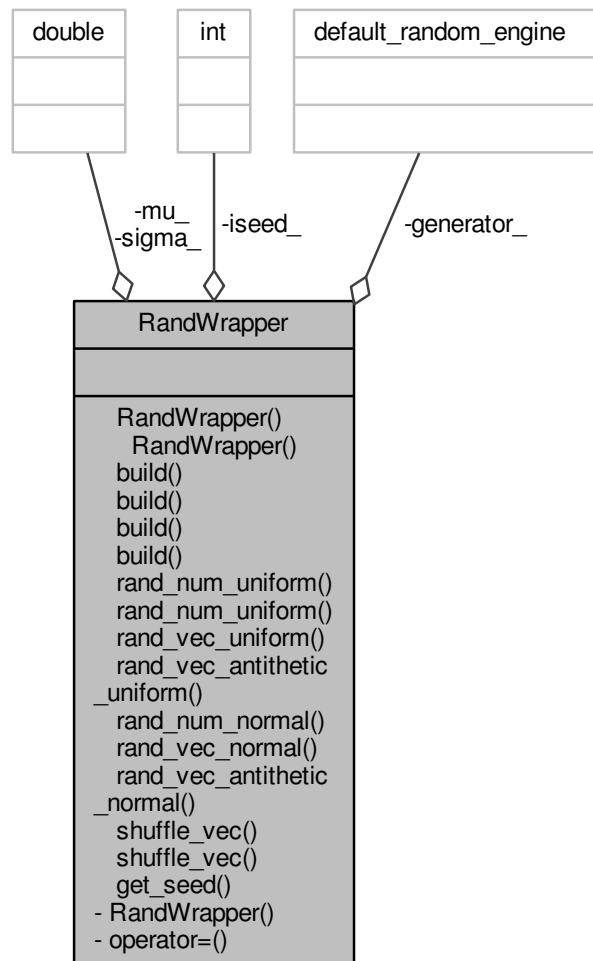 double
int
default_random_engine
-mu_
-sigma_
-iseed_
-generator_
RandWrapper
RandWrapper()
RandWrapper()
build()
build()
build()
build()
rand_num_uniform()
rand_num_uniform()
rand_vec_uniform()
rand_vec_antithetic
_uniform()
rand_num_normal()
rand_vec_normal()
rand_vec_antithetic
_normal()
shuffle_vec()
shuffle_vec()
get_seed()
- RandWrapper()
- operator=()